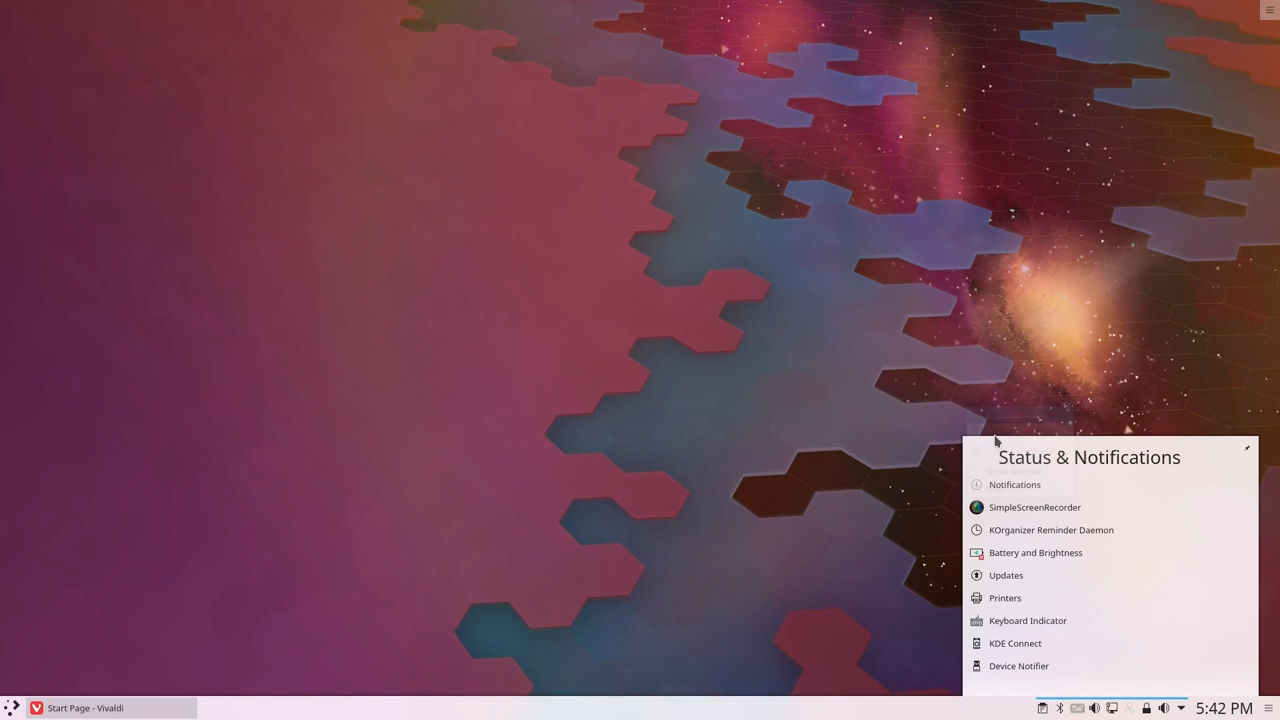 Status & Notifications
Notifications
SimpleScreenRecorder
KOrganizer Reminder Daemon
Battery and Brightness
Updates
Printers
Keyboard Indicator
KDE Connect
Device Notifier
Start Page - Vivaldi
5:42 PM